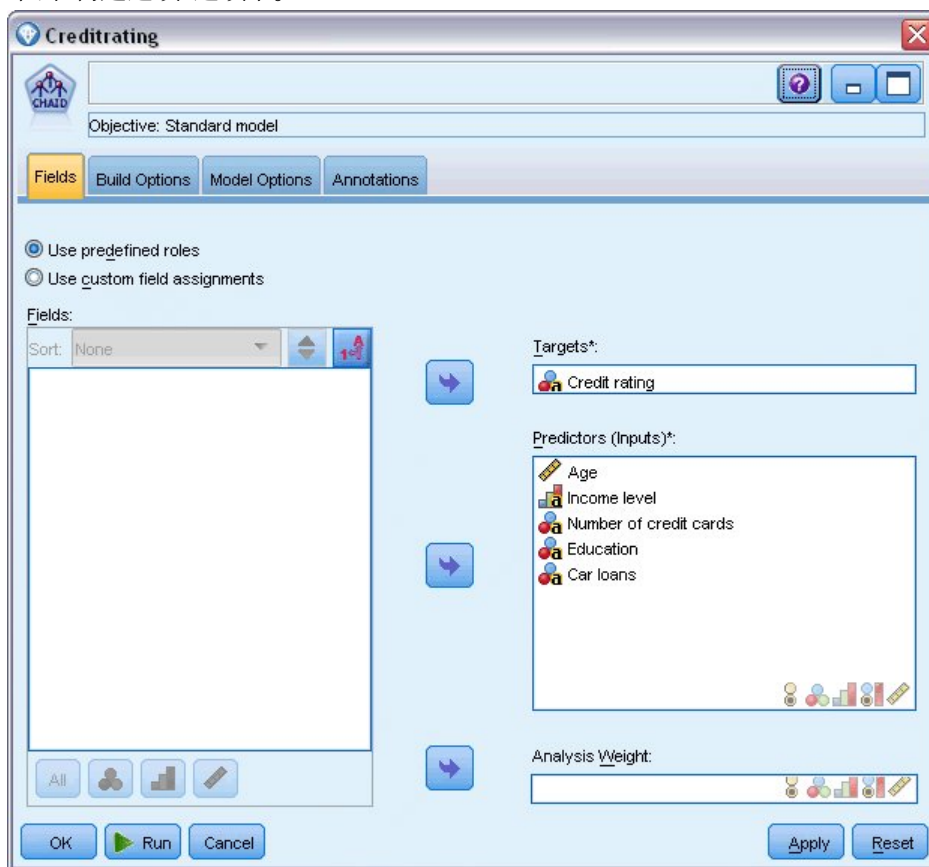 Creditrating
CHAID
Objective: Standard model
Fields Build Options Model Options Annotations
Use predefined roles
Use custom field assignments
Fields:
Sort: None
Targets*:
Credit rating
Predictors (Inputs)*:
Age
Income level
Number of credit cards
Education
Car loans
Analysis Weight:
All
OK Run Cancel Apply Reset